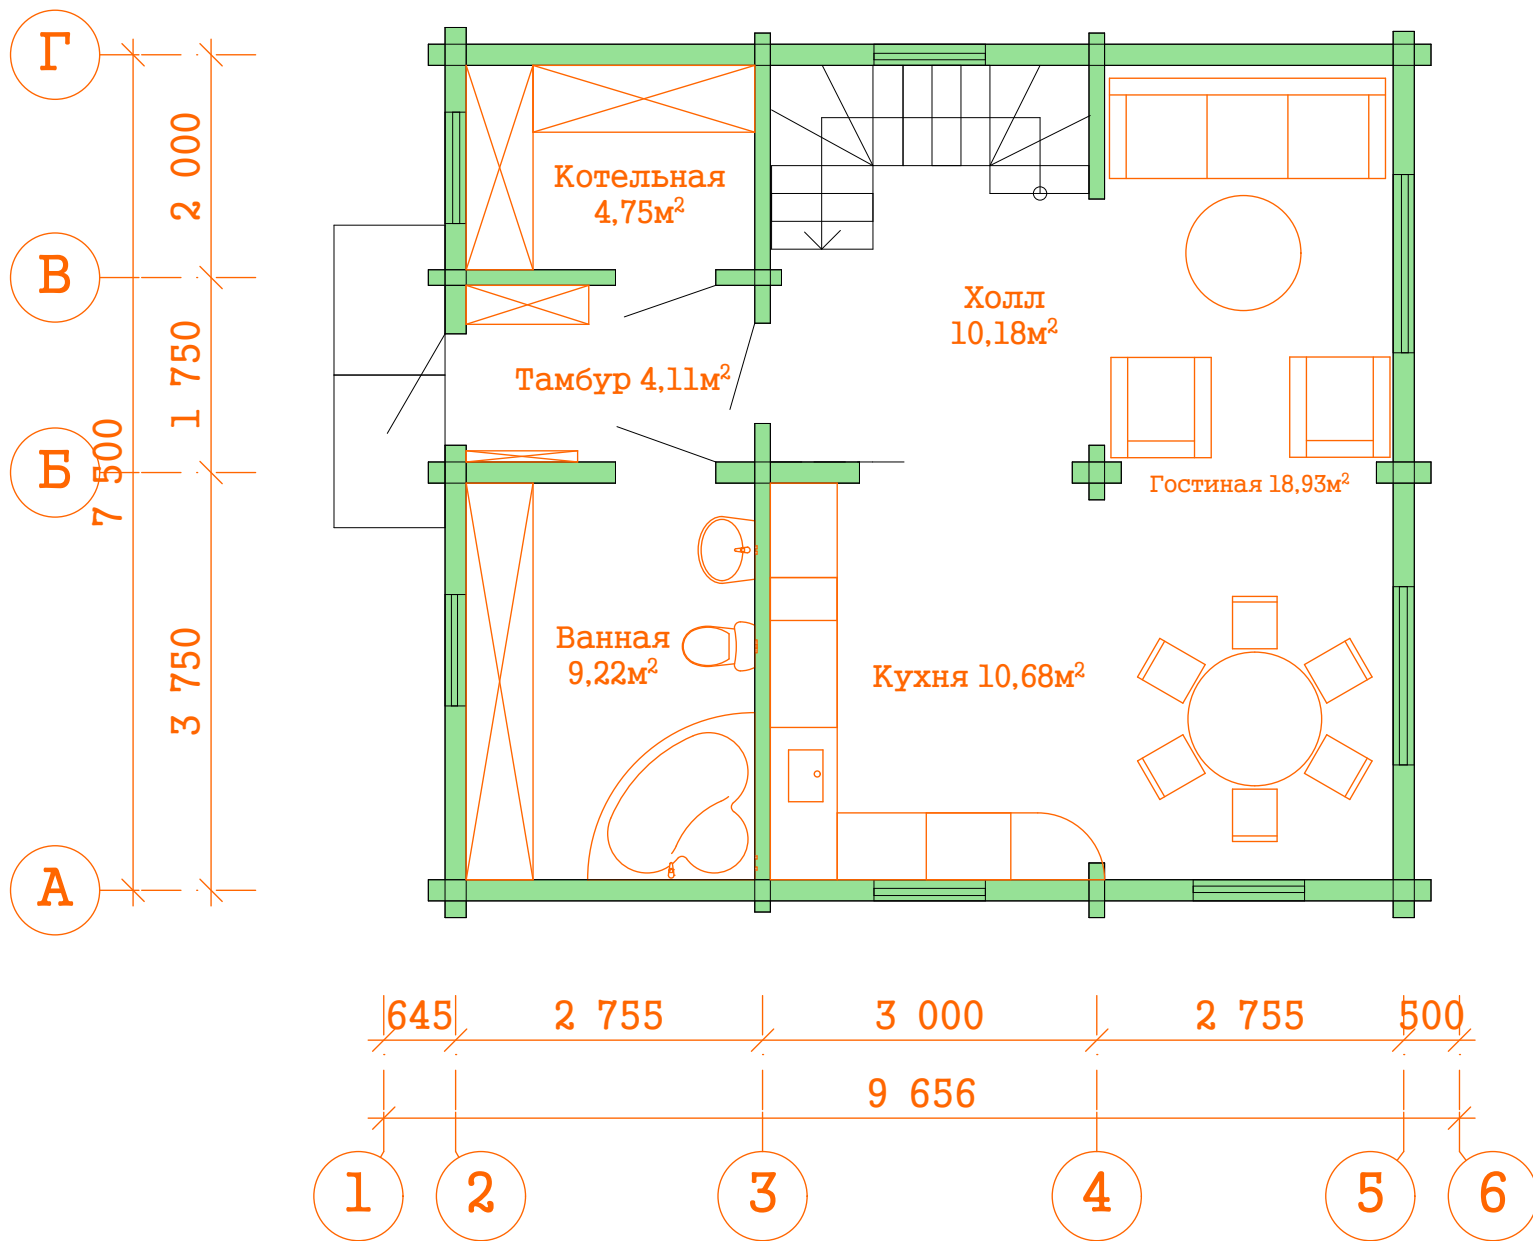 Г
В
Б
А
2 000
1 750
3 750
7 500
Котельная
4,75м²
Холл
10,18м²
Тамбур 4,11м²
Гостиная 18,93м²
Ванная
9,22м²
Кухня 10,68м²
645 2 755 3 000 2 755 500
9 656
1 2 3 4 5 6